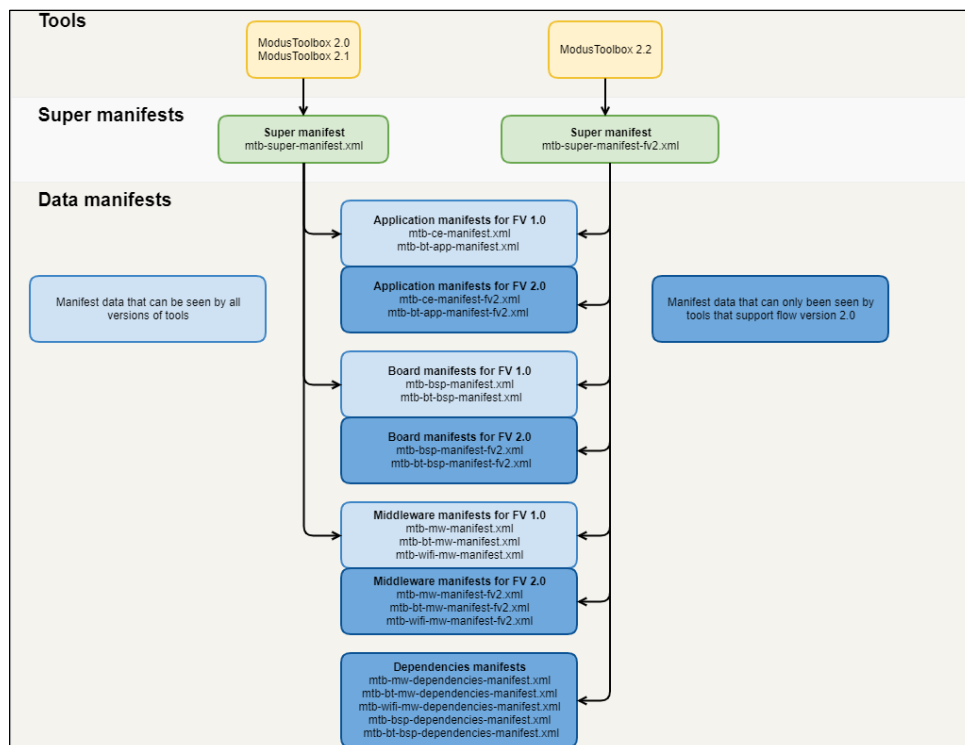 Tools
ModusToolbox 2.0
ModusToolbox 2.1
ModusToolbox 2.2
Super manifests
Super manifest
mtb-super-manifest.xml
Super manifest
mtb-super-manifest-fv2.xml
Data manifests
Application manifests for FV 1.0
mtb-ce-manifest.xml
mtb-bt-app-manifest.xml
Application manifests for FV 2.0
mtb-ce-manifest-fv2.xml
mtb-bt-app-manifest-fv2.xml
Manifest data that can be seen by all
versions of tools
Manifest data that can only been seen by
tools that support flow version 2.0
Board manifests for FV 1.0
mtb-bsp-manifest.xml
mtb-bt-bsp-manifest.xml
Board manifests for FV 2.0
mtb-bsp-manifest-fv2.xml
mtb-bt-bsp-manifest-fv2.xml
Middleware manifests for FV 1.0
mtb-mw-manifest.xml
mtb-bt-mw-manifest.xml
mtb-wifi-mw-manifest.xml
Middleware manifests for FV 2.0
mtb-mw-manifest-fv2.xml
mtb-bt-mw-manifest-fv2.xml
mtb-wifi-mw-manifest-fv2.xml
Dependencies manifests
mtb-mw-dependencies-manifest.xml
mtb-bt-mw-dependencies-manifest.xml
mtb-wifi-mw-dependencies-manifest.xml
mtb-bsp-dependencies-manifest.xml
mtb-bt-bsp-dependencies-manifest.xml